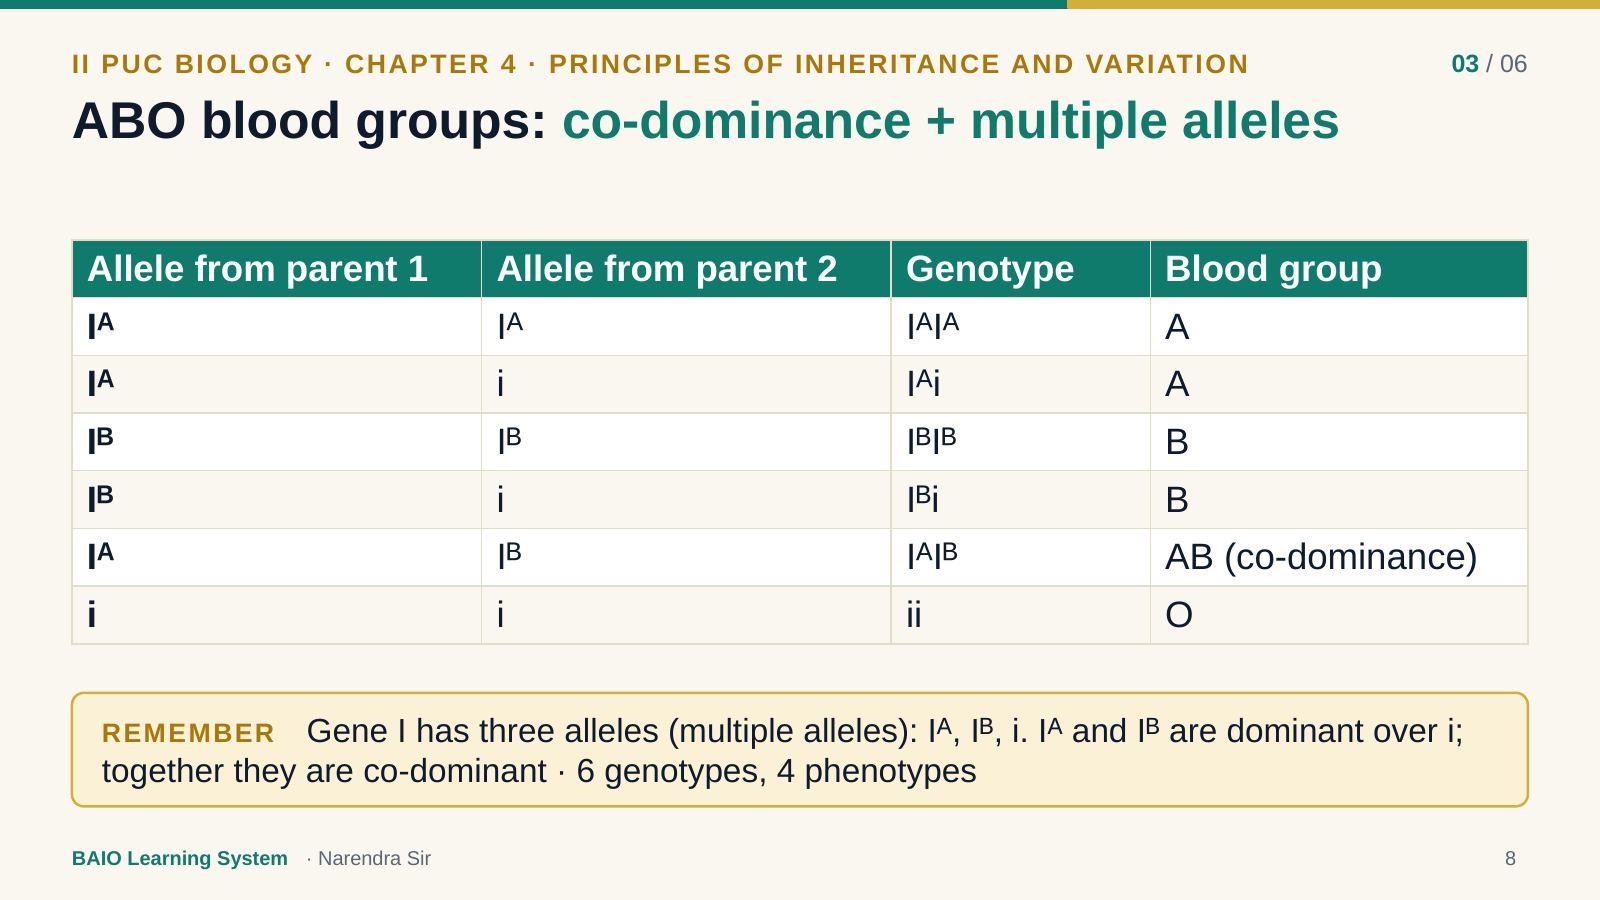 II PUC BIOLOGY · CHAPTER 4 · PRINCIPLES OF INHERITANCE AND VARIATION 03 / 06
ABO blood groups: co-dominance + multiple alleles
Allele from parent 1 Allele from parent 2 Genotype Blood group
Iᴬ Iᴬ IᴬIᴬ A
Iᴬ i Iᴬi A
Iᴮ Iᴮ IᴮIᴮ B
Iᴮ i Iᴮi B
Iᴬ Iᴮ IᴬIᴮ AB (co-dominance)
i i ii O
REMEMBER Gene I has three alleles (multiple alleles): Iᴬ, Iᴮ, i. Iᴬ and Iᴮ are dominant over i;
together they are co-dominant · 6 genotypes, 4 phenotypes
BAIO Learning System · Narendra Sir 8